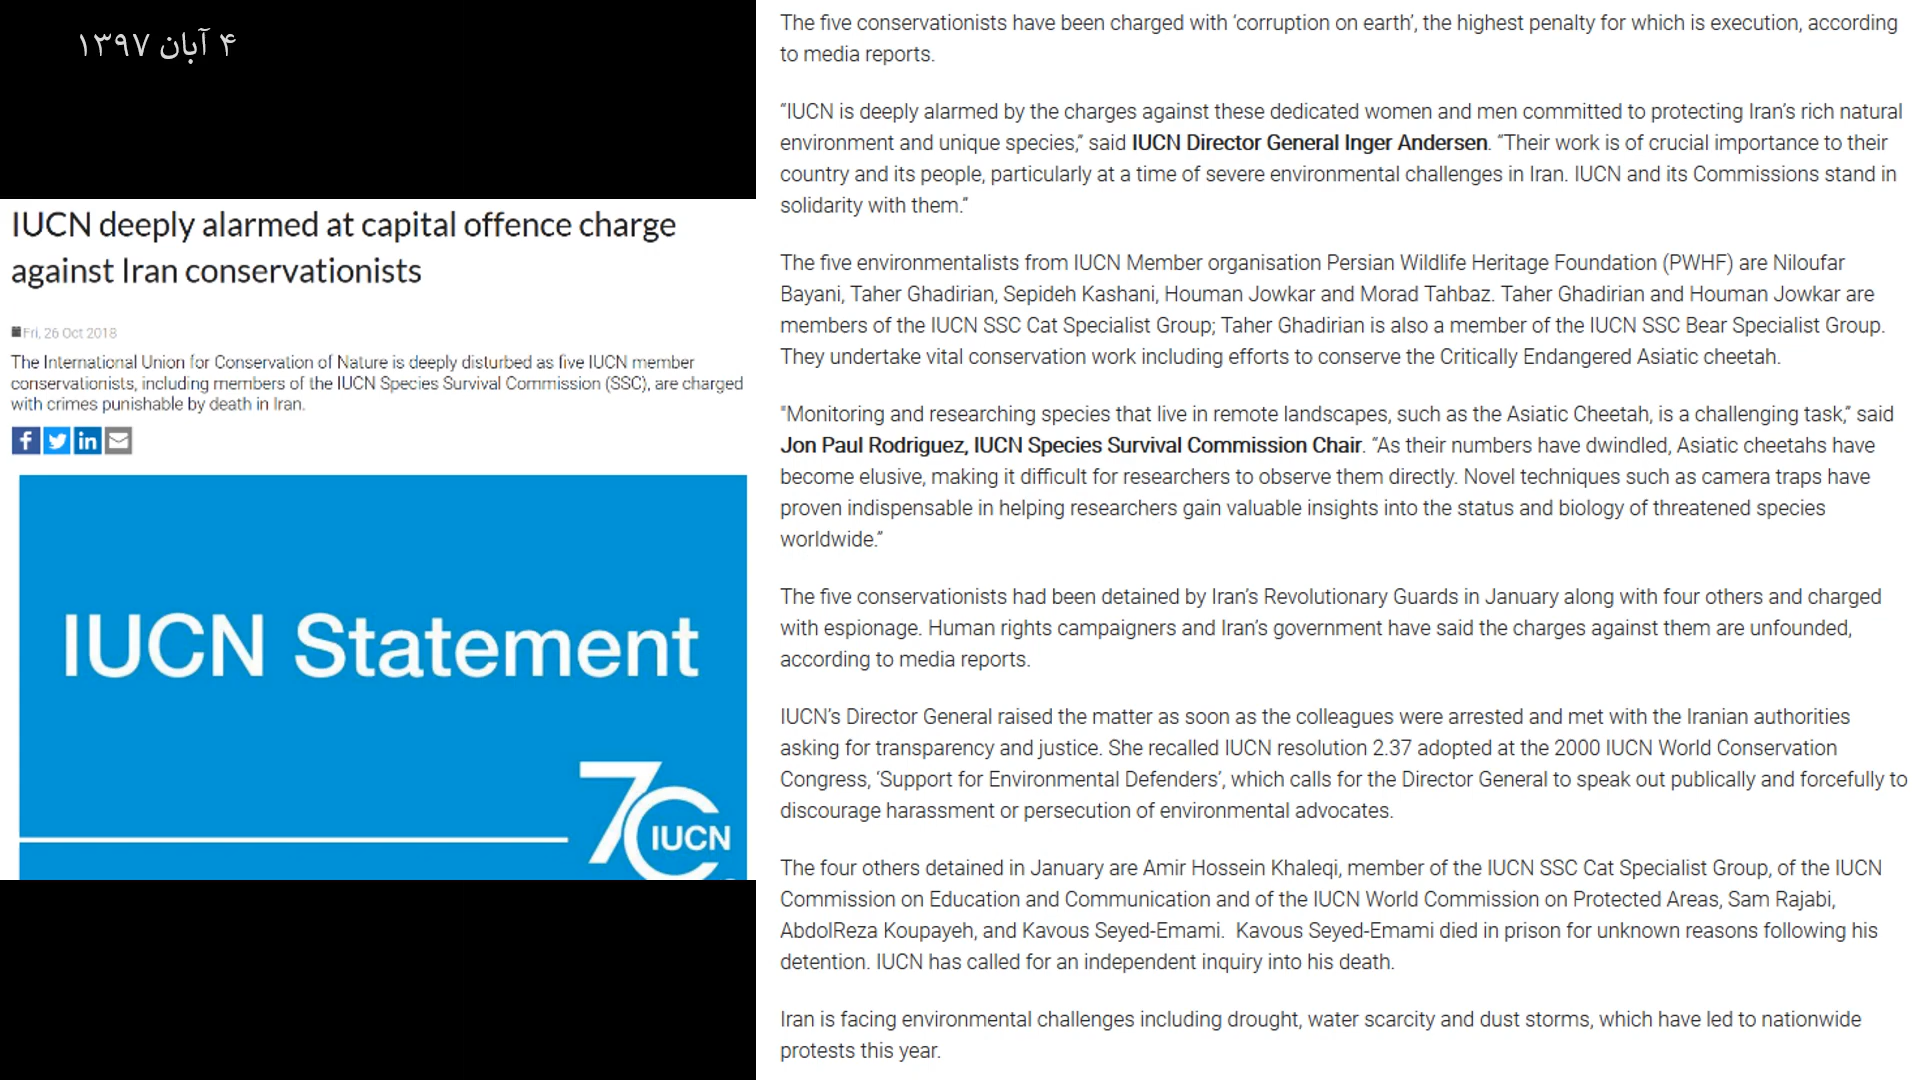 ۴ آبان ۱۳۹۷
IUCN deeply alarmed at capital offence charge
against Iran conservationists
Fri, 26 Oct 2018
The International Union for Conservation of Nature is deeply disturbed as five IUCN member
conservationists, including members of the IUCN Species Survival Commission (SSC), are charged
with crimes punishable by death in Iran.
IUCN Statement
70
IUCN
The five conservationists have been charged with ‘corruption on earth’, the highest penalty for which is execution, according
to media reports.
“IUCN is deeply alarmed by the charges against these dedicated women and men committed to protecting Iran’s rich natural
environment and unique species,” said IUCN Director General Inger Andersen. “Their work is of crucial importance to their
country and its people, particularly at a time of severe environmental challenges in Iran. IUCN and its Commissions stand in
solidarity with them.”
The five environmentalists from IUCN Member organisation Persian Wildlife Heritage Foundation (PWHF) are Niloufar
Bayani, Taher Ghadirian, Sepideh Kashani, Houman Jowkar and Morad Tahbaz. Taher Ghadirian and Houman Jowkar are
members of the IUCN SSC Cat Specialist Group; Taher Ghadirian is also a member of the IUCN SSC Bear Specialist Group.
They undertake vital conservation work including efforts to conserve the Critically Endangered Asiatic cheetah.
"Monitoring and researching species that live in remote landscapes, such as the Asiatic Cheetah, is a challenging task,” said
Jon Paul Rodriguez, IUCN Species Survival Commission Chair. “As their numbers have dwindled, Asiatic cheetahs have
become elusive, making it difficult for researchers to observe them directly. Novel techniques such as camera traps have
proven indispensable in helping researchers gain valuable insights into the status and biology of threatened species
worldwide.”
The five conservationists had been detained by Iran’s Revolutionary Guards in January along with four others and charged
with espionage. Human rights campaigners and Iran’s government have said the charges against them are unfounded,
according to media reports.
IUCN’s Director General raised the matter as soon as the colleagues were arrested and met with the Iranian authorities
asking for transparency and justice. She recalled IUCN resolution 2.37 adopted at the 2000 IUCN World Conservation
Congress, ‘Support for Environmental Defenders’, which calls for the Director General to speak out publically and forcefully to
discourage harassment or persecution of environmental advocates.
The four others detained in January are Amir Hossein Khaleqi, member of the IUCN SSC Cat Specialist Group, of the IUCN
Commission on Education and Communication and of the IUCN World Commission on Protected Areas, Sam Rajabi,
AbdolReza Koupayeh, and Kavous Seyed-Emami.  Kavous Seyed-Emami died in prison for unknown reasons following his
detention. IUCN has called for an independent inquiry into his death.
Iran is facing environmental challenges including drought, water scarcity and dust storms, which have led to nationwide
protests this year.